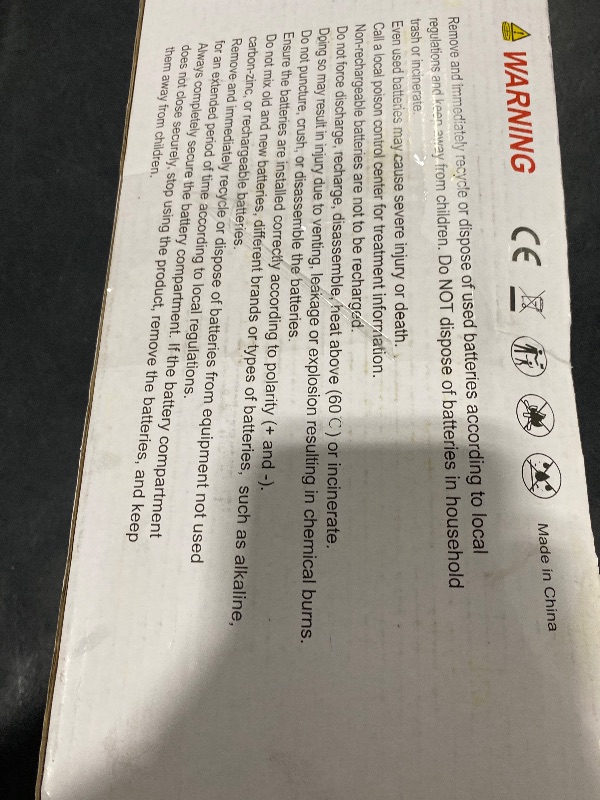 WARNING CE Made in China
Remove and immediately recycle or dispose of used batteries according to local
regulations and keep away from children. Do NOT dispose of batteries in household
trash or incinerate.
Even used batteries may cause severe injury or death.
Call a local poison control center for treatment information.
Non-rechargeable batteries are not to be recharged.
Do not force discharge, recharge, disassemble, heat above (60℃) or incinerate.
Doing so may result in injury due to venting, leakage or explosion resulting in chemical burns.
Do not puncture, crush, or disassemble the batteries.
Ensure the batteries are installed correctly according to polarity (+ and -).
Do not mix old and new batteries, different brands or types of batteries, such as alkaline,
carbon-zinc, or rechargeable batteries.
Remove and immediately recycle or dispose of batteries from equipment not used
for an extended period of time according to local regulations.
Always completely secure the battery compartment. If the battery compartment
does not close securely, stop using the product, remove the batteries, and keep
them away from children.